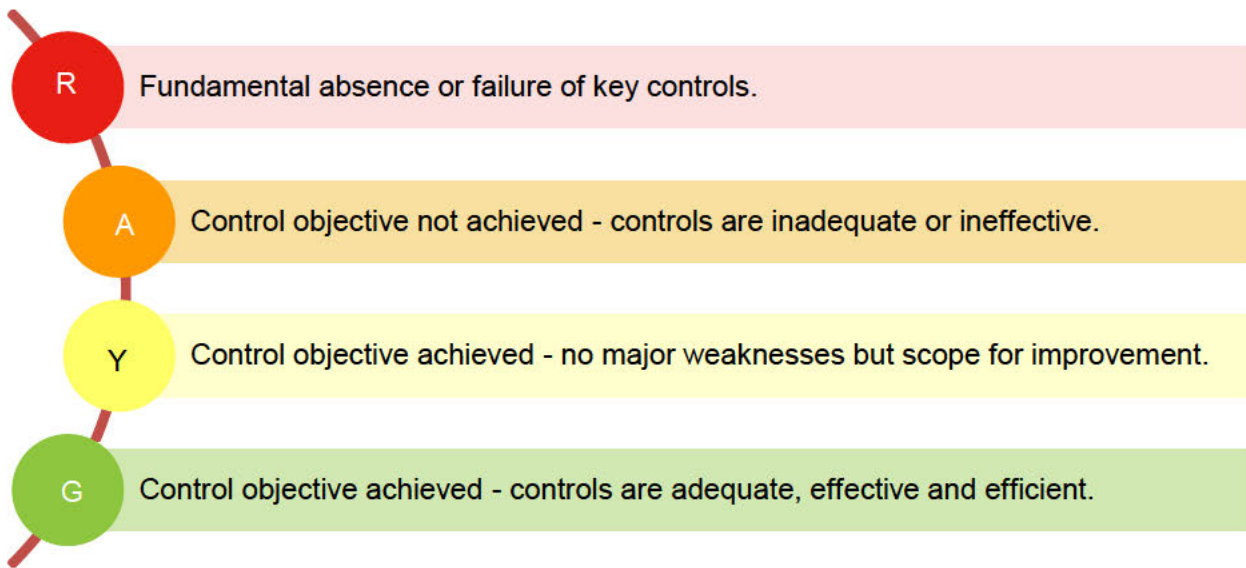 R
Fundamental absence or failure of key controls.
A
Control objective not achieved - controls are inadequate or ineffective.
Y
Control objective achieved - no major weaknesses but scope for improvement.
G
Control objective achieved - controls are adequate, effective and efficient.